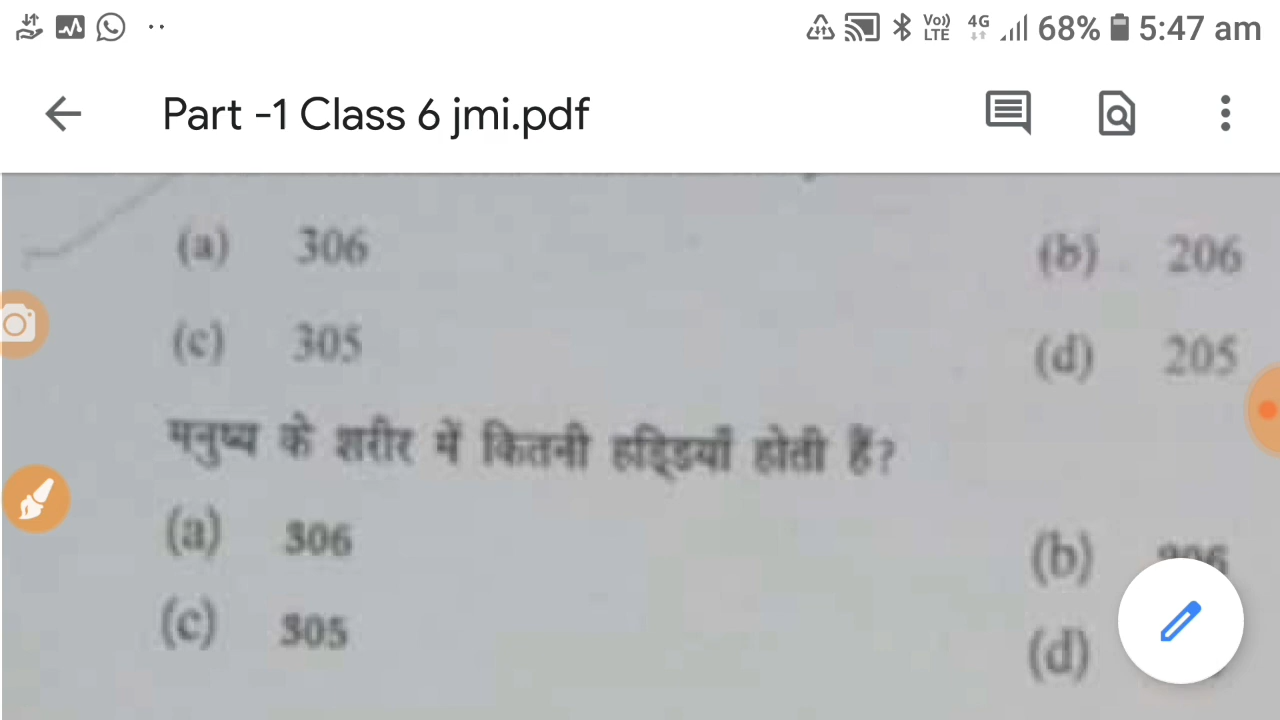 68% 5:47 am
Part -1 Class 6 jmi.pdf
(a) 306 (b) 206
(c) 305 (d) 205
मनुष्य के शरीर में कितनी हड्डियाँ होती हैं?
(a) 306 (b)
(c) 305 (d)